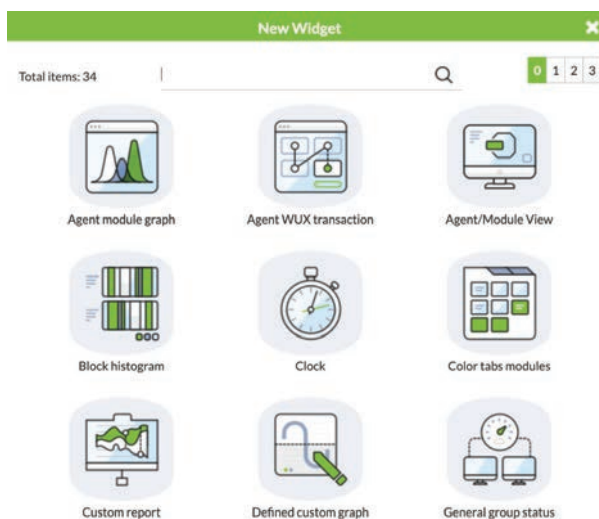 New Widget
Total items: 34
0 1 2 3
Agent module graph Agent WUX transaction Agent/Module View
Block histogram Clock Color tabs modules
Custom report Defined custom graph General group status